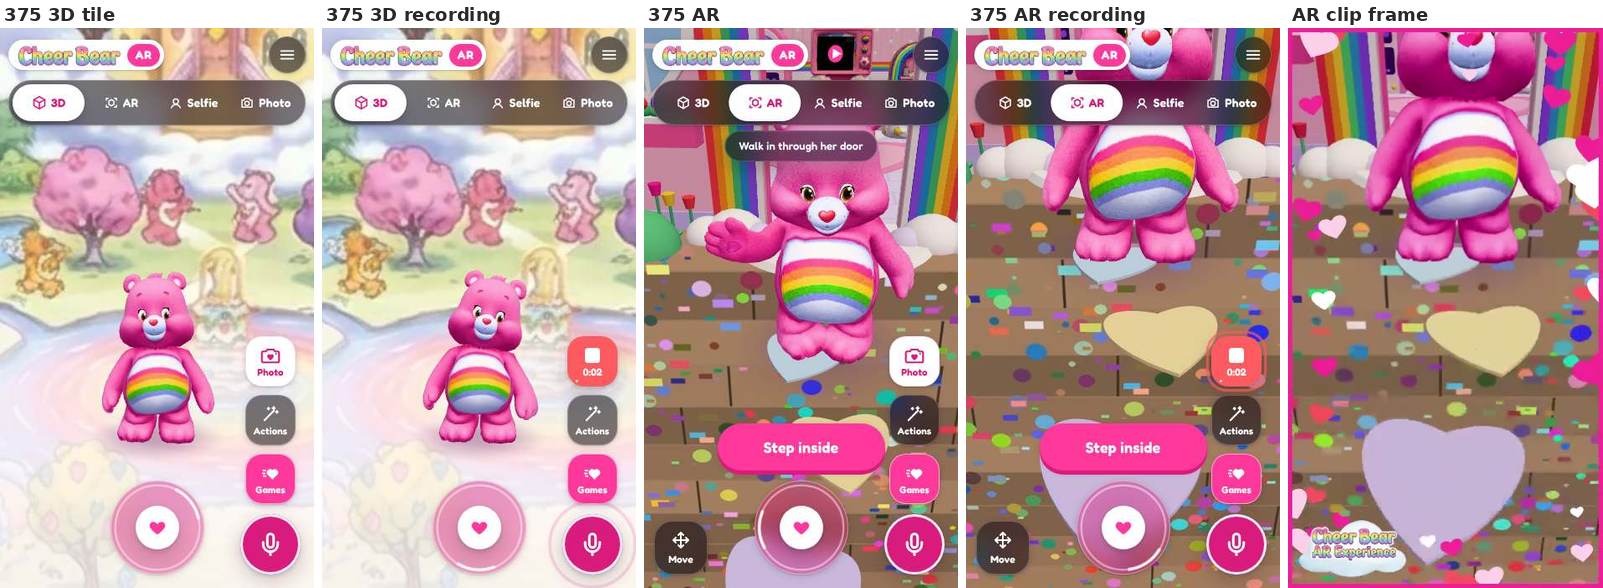 375 3D tile
Cheer Bear AR
3D AR Selfie Photo
Photo
Actions
Games
375 3D recording
Cheer Bear AR
3D AR Selfie Photo
0:02
Actions
Games
375 AR
Cheer Bear AR
3D AR Selfie Photo
Walk in through her door
Photo
Actions
Step inside
Games
Move
375 AR recording
Cheer Bear AR
3D AR Selfie Photo
0:02
Actions
Step inside
Games
Move
AR clip frame
Cheer Bear
AR Experience